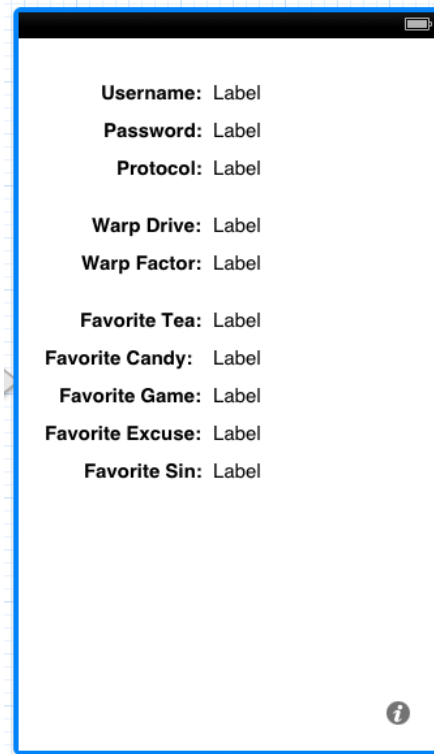 Username: Label
Password: Label
Protocol: Label
Warp Drive: Label
Warp Factor: Label
Favorite Tea: Label
Favorite Candy: Label
Favorite Game: Label
Favorite Excuse: Label
Favorite Sin: Label